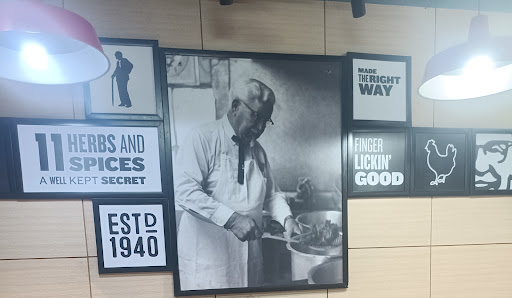 11 HERBS AND
SPICES
A WELL KEPT SECRET
ESTD
1940
MADE
THE RIGHT
WAY
FINGER
LICKIN'
GOOD